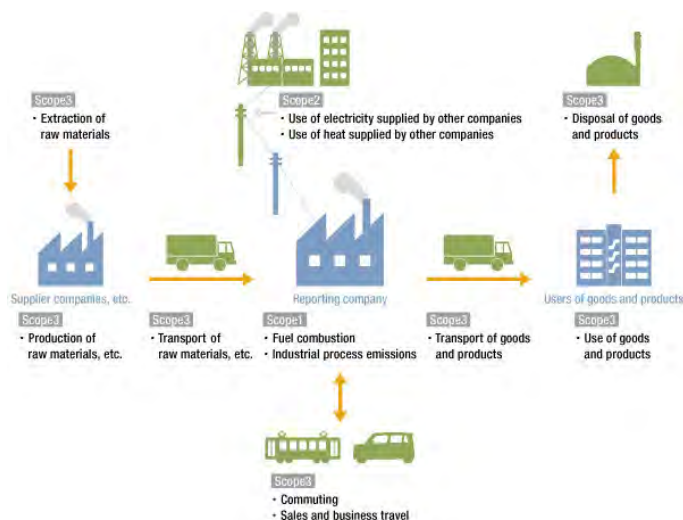 Scope3
・Extraction of
raw materials
Scope2
・Use of electricity supplied by other companies
・Use of heat supplied by other companies
Scope3
・Disposal of goods
and products
Supplier companies, etc.
Reporting company
Users of goods and products
Scope3
・Production of
raw materials, etc.
Scope3
・Transport of
raw materials, etc.
Scope1
・Fuel combustion
・Industrial process emissions
Scope3
・Transport of goods
and products
Scope3
・Use of goods
and products
Scope3
・Commuting
・Sales and business travel